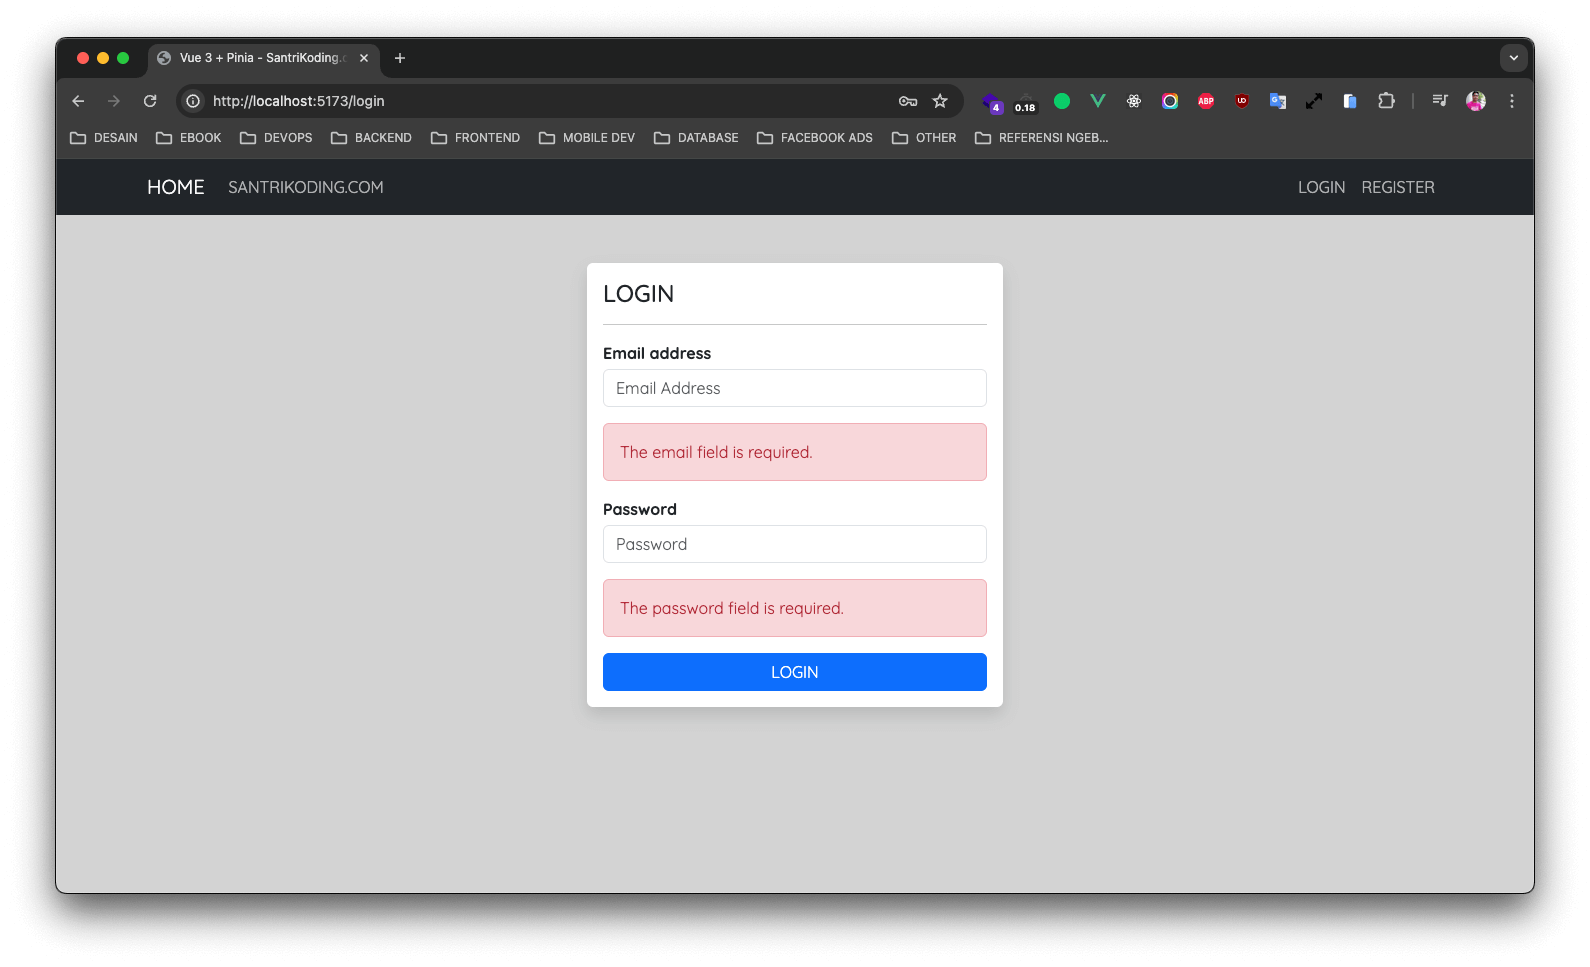 Vue 3 + Pinia - SantriKoding.c
http://localhost:5173/login
4
0.18
ABP
DESAIN EBOOK DEVOPS BACKEND FRONTEND MOBILE DEV DATABASE FACEBOOK ADS OTHER REFERENSI NGEB...
HOME SANTRIKODING.COM LOGIN REGISTER
LOGIN
Email address
Email Address
The email field is required.
Password
Password
The password field is required.
LOGIN